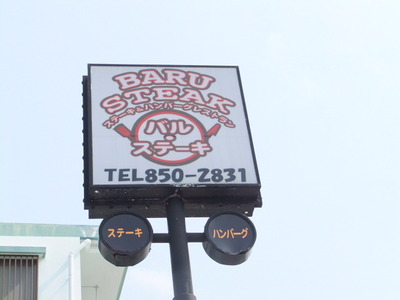 BARU
STEAK
ステーキ&ハンバーグレストラン
バル・
ステーキ
TEL850-2831
ステーキ
ハンバーグ